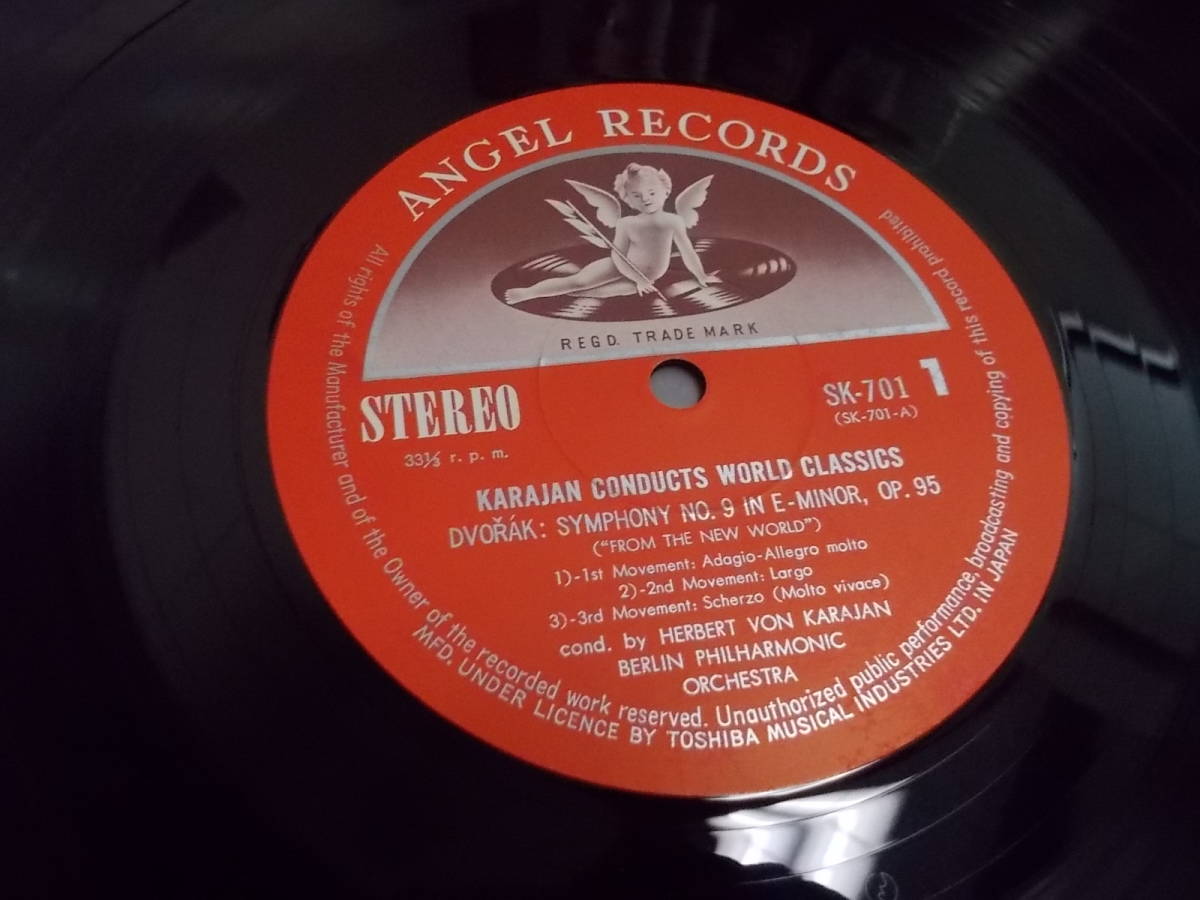 ANGEL RECORDS
REGD. TRADE MARK
STEREO
33⅓ r. p. m.
SK-701 1
(SK-701-A)
KARAJAN CONDUCTS WORLD CLASSICS
DVOŘÁK: SYMPHONY NO. 9 IN E-MINOR, OP. 95
("FROM THE NEW WORLD")
1)-1st Movement: Adagio-Allegro molto
2)-2nd Movement: Largo
3)-3rd Movement: Scherzo (Molto vivace)
cond. by HERBERT VON KARAJAN
BERLIN PHILHARMONIC
ORCHESTRA
All rights of the Manufacturer and of the Owner of the recorded work reserved. Unauthorized public performance, broadcasting and copying of this record prohibited
MFD. UNDER LICENCE BY TOSHIBA MUSICAL INDUSTRIES LTD. IN JAPAN